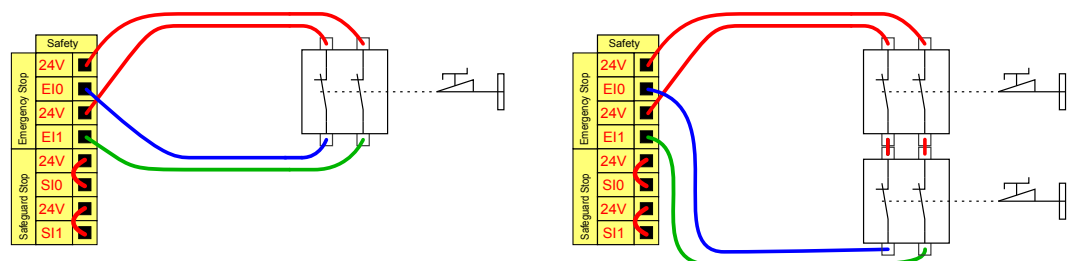 Safety
Emergency Stop
24V
EI0
24V
EI1
Safeguard Stop
24V
SI0
24V
SI1
Safety
Emergency Stop
24V
EI0
24V
EI1
Safeguard Stop
24V
SI0
24V
SI1